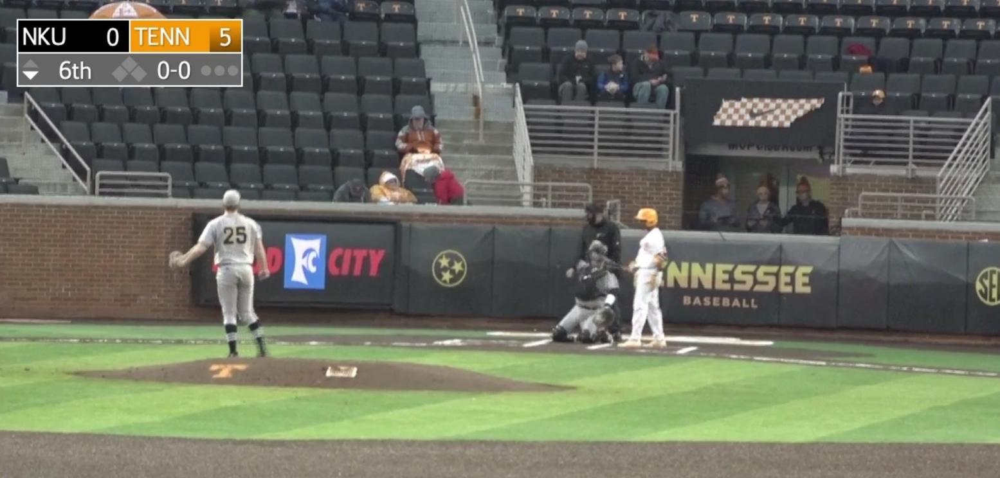 NKU 0 TENN 5
6th 0-0
25
CITY
ENNESSEE
BASEBALL
T